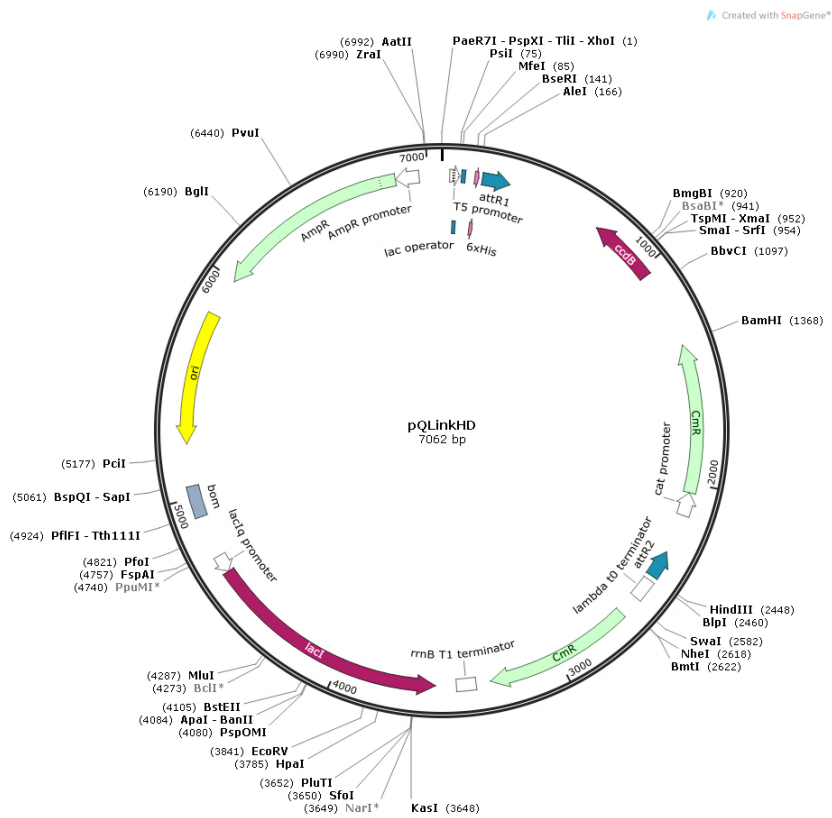 Created with SnapGene®
(6992) AatII
(6990) ZraI
PaeR7I - PspXI - TliI - XhoI (1)
PsiI (75)
MfeI (85)
BseRI (141)
AleI (166)
(6440) PvuI
(6190) BglI
7000
attR1
T5 promoter
AmpR promoter
AmpR
lac operator
6xHis
ccdB
1000
BmgBI (920)
BsaBI* (941)
TspMI - XmaI (952)
SmaI - SrfI (954)
BbvCI (1097)
BamHI (1368)
6000
ori
pQLinkHD
7062 bp
CmR
cat promoter
2000
(5177) PciI
(5061) BspQI - SapI
(4924) PflFI - Tth111I
(4821) PfoI
(4757) FspAI
(4740) PpuMI*
bom
5000
lacIq promoter
lacI
lambda t0 terminator
attR2
HindIII (2448)
BlpI (2460)
SwaI (2582)
NheI (2618)
BmtI (2622)
rrnB T1 terminator
CmR
3000
4000
(4287) MluI
(4273) BclI*
(4105) BstEII
(4084) ApaI - BanII
(4080) PspOMI
(3841) EcoRV
(3785) HpaI
(3652) PluTI
(3650) SfoI
(3649) NarI*
KasI (3648)